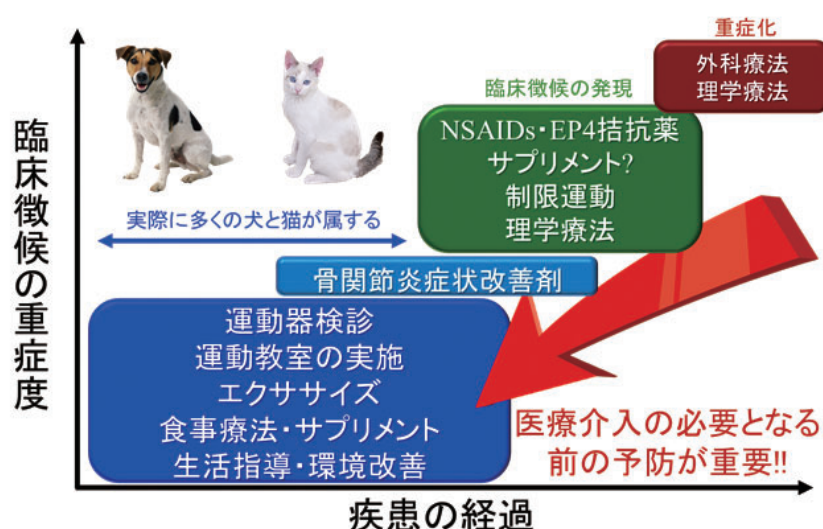 重症化
外科療法
理学療法
臨床徴候の発現
NSAIDs・EP4拮抗薬
サプリメント?
制限運動
理学療法
実際に多くの犬と猫が属する
骨関節炎症状改善剤
運動器検診
運動教室の実施
エクササイズ
食事療法・サプリメント
生活指導・環境改善
医療介入の必要となる
前の予防が重要!!
臨床徴候の重症度
疾患の経過